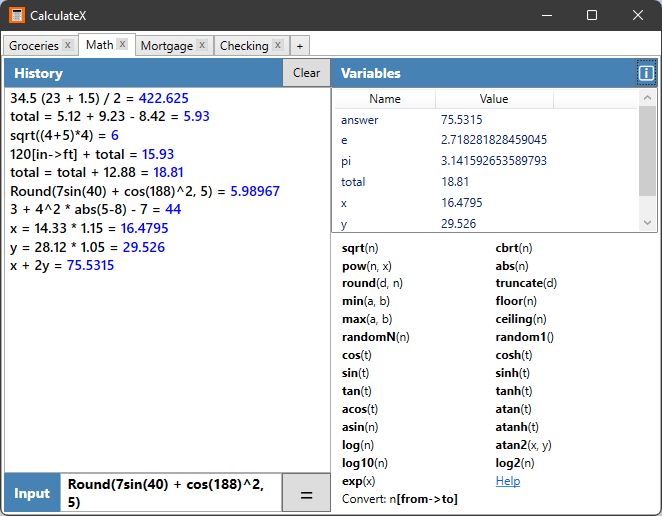 CalculateX
Groceries x Math x Mortgage x Checking x +
History Clear
34.5 (23 + 1.5) / 2 = 422.625
total = 5.12 + 9.23 - 8.42 = 5.93
sqrt((4+5)*4) = 6
120[in->ft] + total = 15.93
total = total + 12.88 = 18.81
Round(7sin(40) + cos(188)^2, 5) = 5.98967
3 + 4^2 * abs(5-8) - 7 = 44
x = 14.33 * 1.15 = 16.4795
y = 28.12 * 1.05 = 29.526
x + 2y = 75.5315
Input Round(7sin(40) + cos(188)^2,
5) =
Variables i
Name Value
answer 75.5315
e 2.718281828459045
pi 3.141592653589793
total 18.81
x 16.4795
y 29.526
sqrt(n) cbrt(n)
pow(n, x) abs(n)
round(d, n) truncate(d)
min(a, b) floor(n)
max(a, b) ceiling(n)
randomN(n) random1()
cos(t) cosh(t)
sin(t) sinh(t)
tan(t) tanh(t)
acos(t) atan(t)
asin(n) atanh(t)
log(n) atan2(x, y)
log10(n) log2(n)
exp(x) Help
Convert: n[from->to]